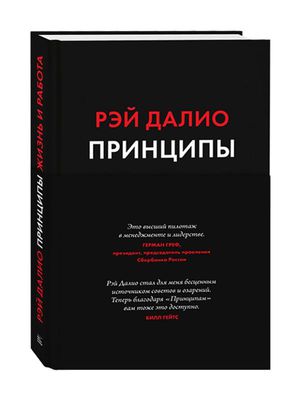 РЭЙ ДАЛИО ПРИНЦИПЫ ЖИЗНЬ И РАБОТА
РЭЙ ДАЛИО
ПРИНЦИПЫ
Это высший пилотаж
в менеджменте и лидерстве.
ГЕРМАН ГРЕФ,
президент, председатель правления
Сбербанка России
Рэй Далио стал для меня бесценным
источником советов и озарений.
Теперь благодаря «Принципам»
вам тоже это доступно.
БИЛЛ ГЕЙТС